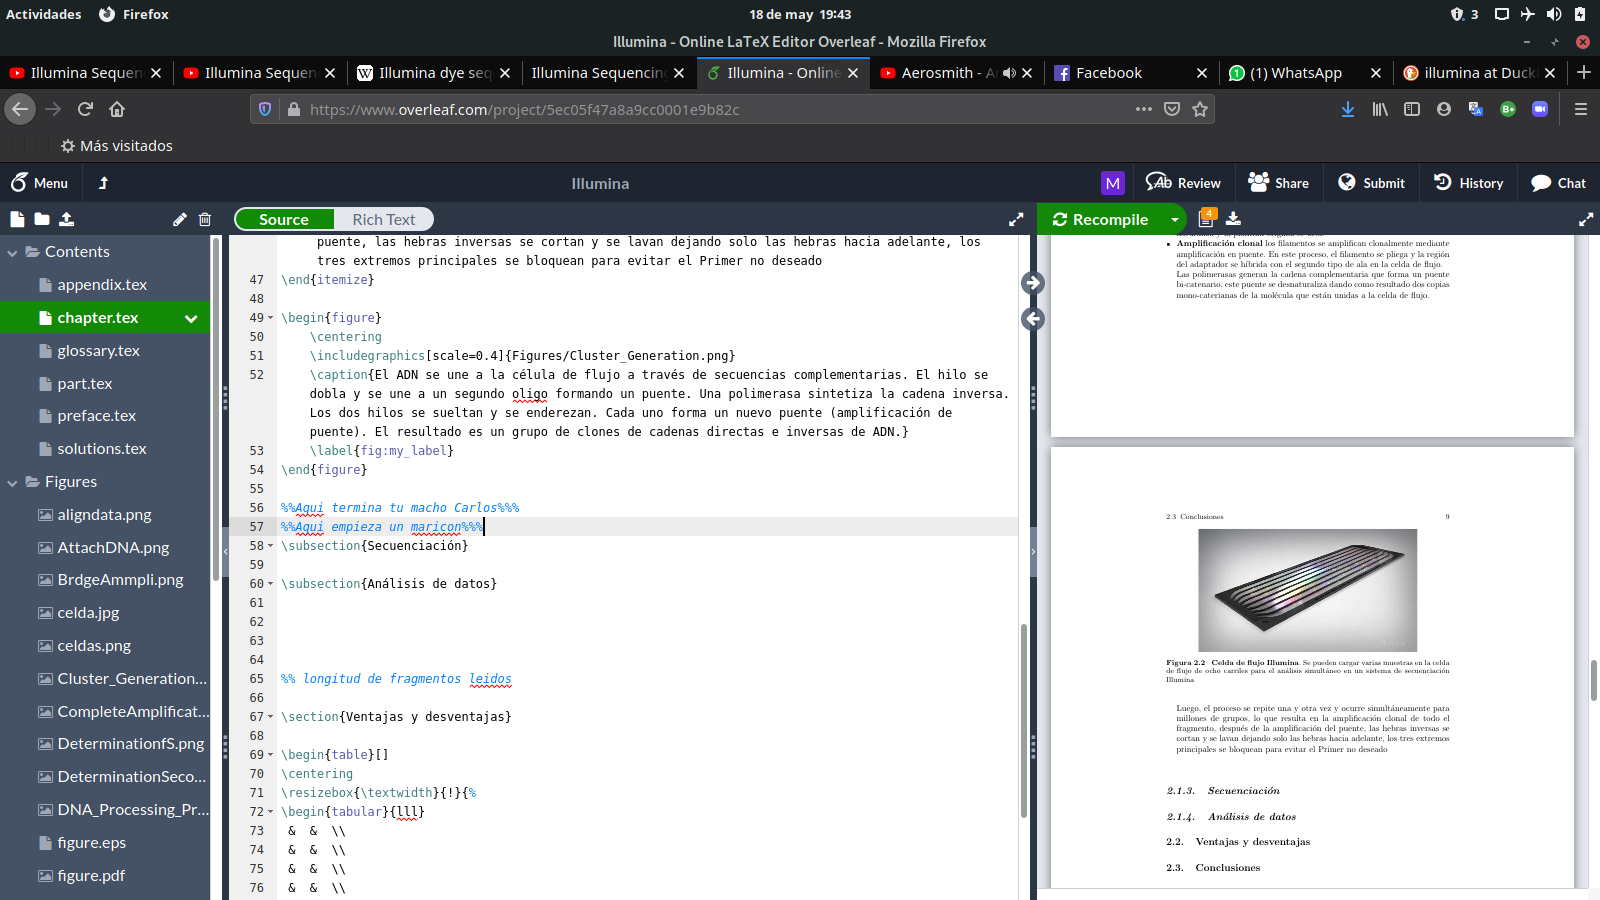 Actividades Firefox 18 de may 19:43 3
Illumina - Online LaTeX Editor Overleaf - Mozilla Firefox
Illumina Sequen Illumina Sequen Illumina dye seq Illumina Sequencing Illumina - Online Aerosmith - A Facebook (1) WhatsApp illumina at Duck
https://www.overleaf.com/project/5ec05f47a8a9cc0001e9b82c
Más visitados
Menu Illumina M Review Share Submit History Chat
Source Rich Text Recompile 4
Contents
appendix.tex
chapter.tex
glossary.tex
part.tex
preface.tex
solutions.tex
Figures
aligndata.png
AttachDNA.png
BrdgeAmmpli.png
celda.jpg
celdas.png
Cluster_Generation...
CompleteAmplificat...
DeterminationfS.png
DeterminationSeco...
DNA_Processing_Pr...
figure.eps
figure.pdf
puente, las hebras inversas se cortan y se lavan dejando solo las hebras hacia adelante, los
tres extremos principales se bloquean para evitar el Primer no deseado
47 \end{itemize}
48
49 \begin{figure}
50 \centering
51 \includegraphics[scale=0.4]{Figures/Cluster_Generation.png}
52 \caption{El ADN se une a la célula de flujo a través de secuencias complementarias. El hilo se
dobla y se une a un segundo oligo formando un puente. Una polimerasa sintetiza la cadena inversa.
Los dos hilos se sueltan y se enderezan. Cada uno forma un nuevo puente (amplificación de
puente). El resultado es un grupo de clones de cadenas directas e inversas de ADN.}
53 \label{fig:my_label}
54 \end{figure}
55
56 %%Aqui termina tu macho Carlos%%%
57 %%Aqui empieza un maricon%%%
58 \subsection{Secuenciación}
59
60 \subsection{Análisis de datos}
61
62
63
64
65 %% longitud de fragmentos leidos
66
67 \section{Ventajas y desventajas}
68
69 \begin{table}[]
70 \centering
71 \resizebox{\textwidth}{!}{%
72 \begin{tabular}{lll}
73 & & \\
74 & & \\
75 & & \\
76 & & \\
Amplificación clonal los filamentos se amplifican clonalmente mediante
amplificación en puente. En este proceso, el filamento se pliega y la región
del adaptador se híbrida con el segundo tipo de ala en la celda de flujo.
Las polimerasas generan la cadena complementaria que forma un puente
bi-catenario, este puente se desnaturaliza dando como resultado dos copias
mono-caterianas de la molécula que están unidas a la celda de flujo.
2.3 Conclusiones 9
Figura 2.2 Celda de flujo Illumina. Se pueden cargar varias muestras en la celda
de flujo de ocho carriles para el análisis simultáneo en un sistema de secuenciación
Illumina
Luego, el proceso se repite una y otra vez y ocurre simultáneamente para
millones de grupos, lo que resulta en la amplificación clonal de todo el
fragmento, después de la amplificación del puente, las hebras inversas se
cortan y se lavan dejando solo las hebras hacia adelante, los tres extremos
principales se bloquean para evitar el Primer no deseado
2.1.3. Secuenciación
2.1.4. Análisis de datos
2.2. Ventajas y desventajas
2.3. Conclusiones